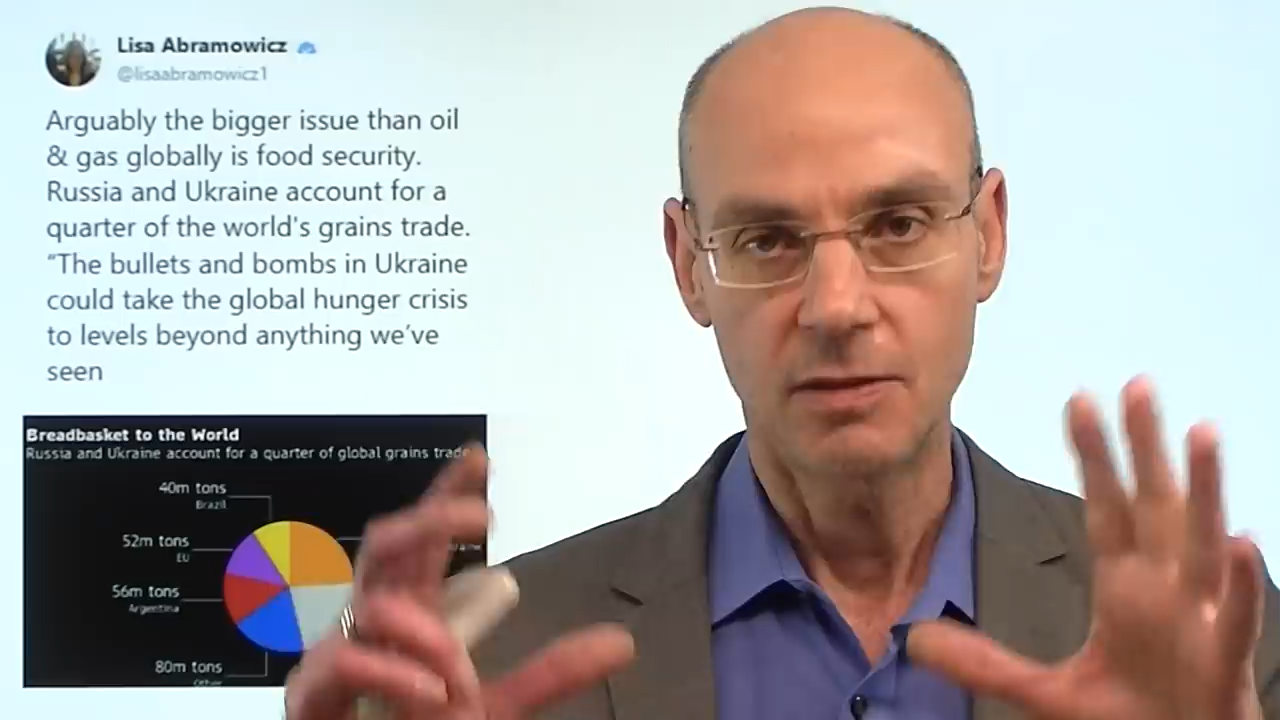 Lisa Abramowicz
@lisaabramowicz1
Arguably the bigger issue than oil
& gas globally is food security.
Russia and Ukraine account for a
quarter of the world's grains trade.
“The bullets and bombs in Ukraine
could take the global hunger crisis
to levels beyond anything we’ve
seen
Breadbasket to the World
Russia and Ukraine account for a quarter of global grains trade
40m tons
Brazil
52m tons
EU
56m tons
Argentina
80m tons
Other